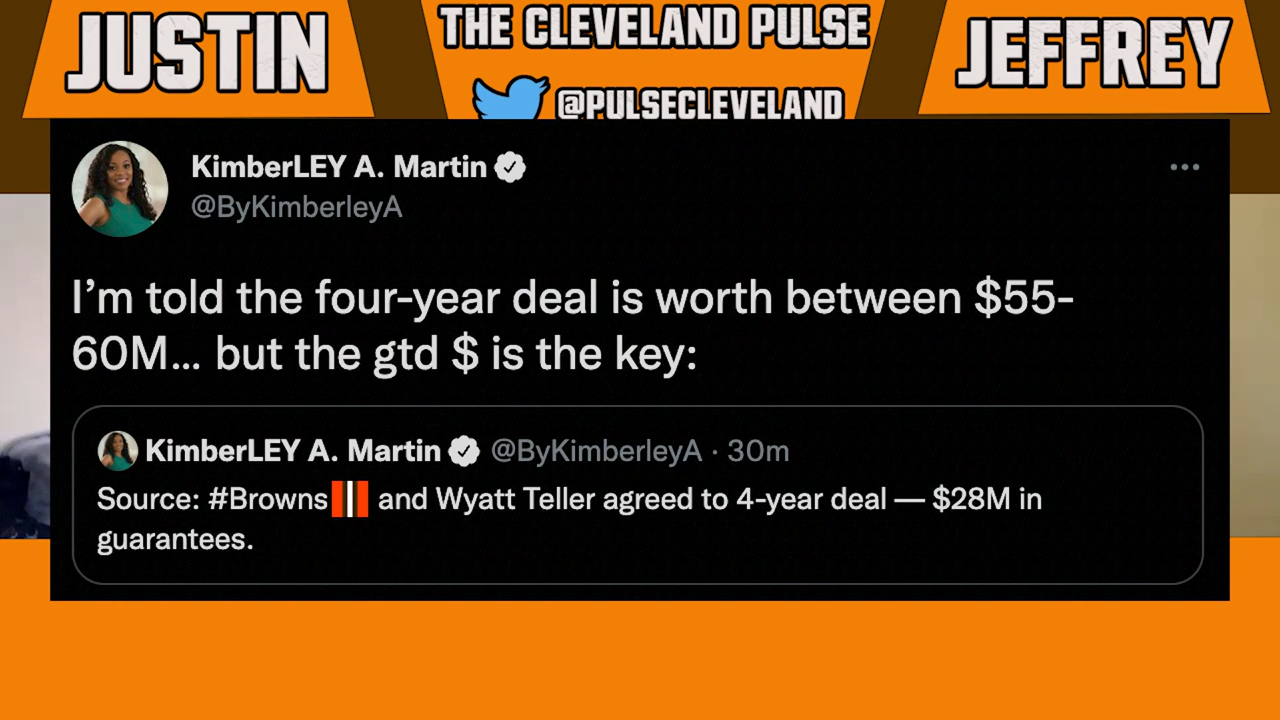 JUSTIN
THE CLEVELAND PULSE
@PULSECLEVELAND
JEFFREY
KimberLEY A. Martin
@ByKimberleyA
I’m told the four-year deal is worth between $55-
60M... but the gtd $ is the key:
KimberLEY A. Martin @ByKimberleyA · 30m
Source: #Browns and Wyatt Teller agreed to 4-year deal — $28M in
guarantees.